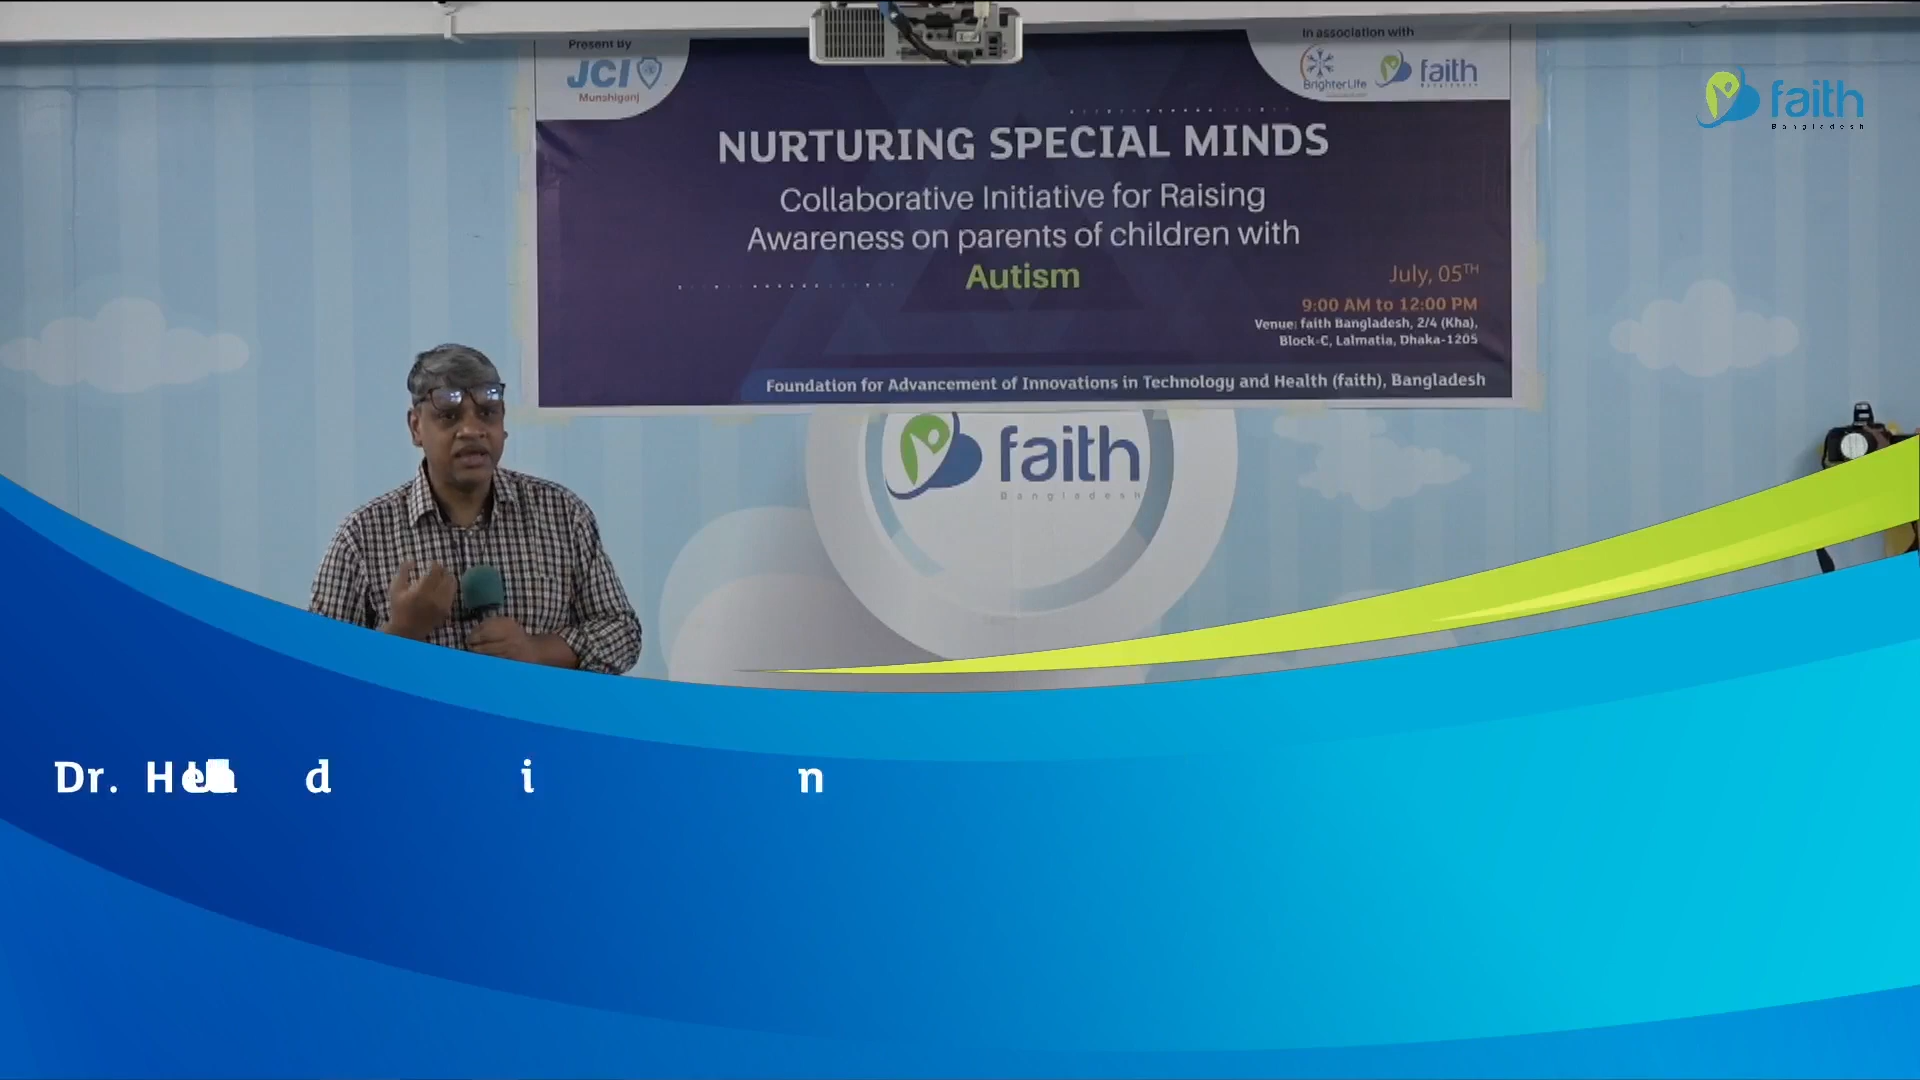 Present By
JCI
Munshiganj
In association with
BrighterLife
faith
Bangladesh
faith
Bangladesh
NURTURING SPECIAL MINDS
Collaborative Initiative for Raising
Awareness on parents of children with
Autism
July, 05TH
9:00 AM to 12:00 PM
Venue: faith Bangladesh, 2/4 (Kha),
Block-C, Lalmatia, Dhaka-1205
Foundation for Advancement of Innovations in Technology and Health (faith), Bangladesh
faith
Bangladesh
Dr.